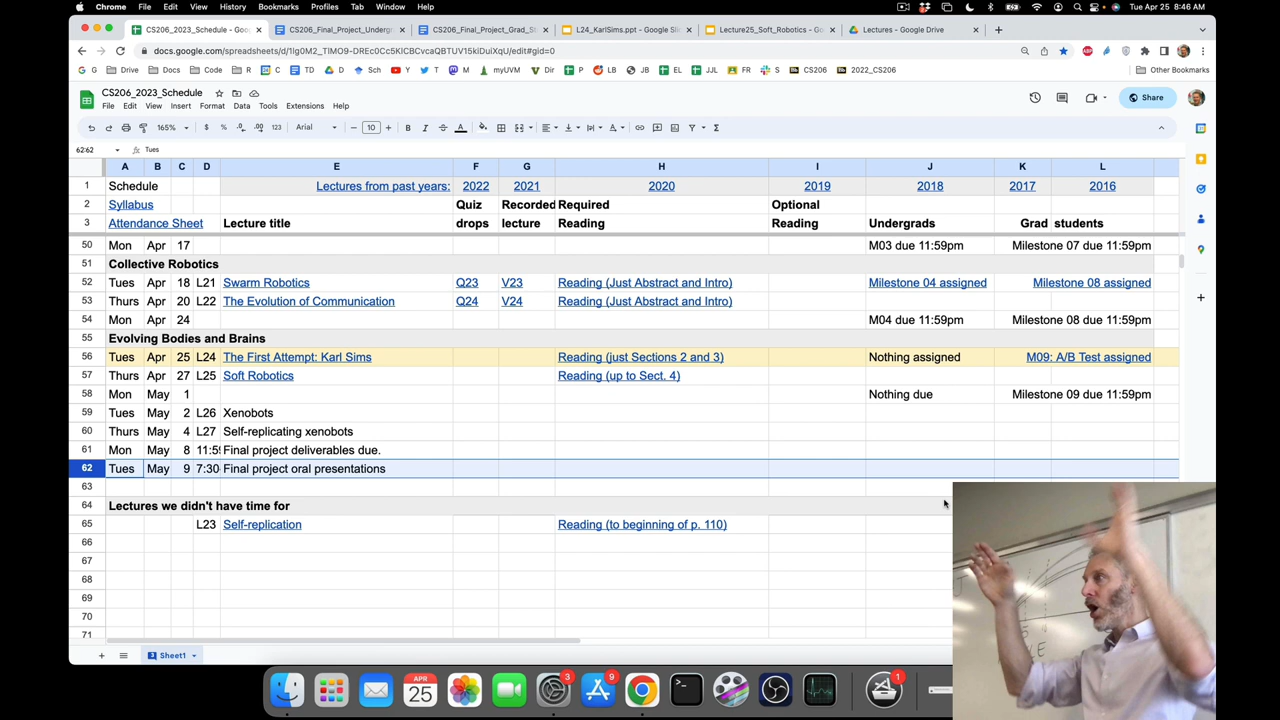 Chrome File Edit View History Bookmarks Profiles Tab Window Help Tue Apr 25 8:46 AM
CS206_2023_Schedule - Google CS206_Final_Project_Undergr CS206_Final_Project_Grad_St L24_KarlSims.ppt - Google Sli Lecture25_Soft_Robotics - Go Lectures - Google Drive
G Drive Docs Code R TD D Sch Y T M myUVM Dir P LB JB EL JJL FR S CS206 2022_CS206 Other Bookmarks
CS206_2023_Schedule
File Edit View Insert Format Data Tools Extensions Help
Share
165% $ % .0 .00 123 Arial 10 B I A
62:62 Tues
A B C D E F G H I J K L
1 Schedule Lectures from past years: 2022 2021 2020 2019 2018 2017 2016
2 Syllabus Quiz Recorded Required Optional
3 Attendance Sheet Lecture title drops lecture Reading Reading Undergrads Grad students
50 Mon Apr 17 M03 due 11:59pm Milestone 07 due 11:59pm
51 Collective Robotics
52 Tues Apr 18 L21 Swarm Robotics Q23 V23 Reading (Just Abstract and Intro) Milestone 04 assigned Milestone 08 assigned
53 Thurs Apr 20 L22 The Evolution of Communication Q24 V24 Reading (Just Abstract and Intro)
54 Mon Apr 24 M04 due 11:59pm Milestone 08 due 11:59pm
55 Evolving Bodies and Brains
56 Tues Apr 25 L24 The First Attempt: Karl Sims Reading (just Sections 2 and 3) Nothing assigned M09: A/B Test assigned
57 Thurs Apr 27 L25 Soft Robotics Reading (up to Sect. 4)
58 Mon May 1 Nothing due Milestone 09 due 11:59pm
59 Tues May 2 L26 Xenobots
60 Thurs May 4 L27 Self-replicating xenobots
61 Mon May 8 11:59 Final project deliverables due.
62 Tues May 9 7:30 Final project oral presentations
63
64 Lectures we didn't have time for
65 L23 Self-replication Reading (to beginning of p. 110)
66
67
68
69
70
71
3 Sheet1
APR
25
3
9
1